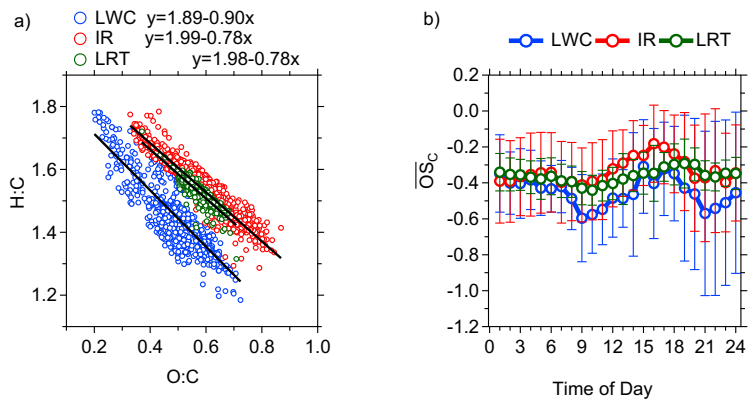 a)
LWC y=1.89-0.90x
IR y=1.99-0.78x
LRT y=1.98-0.78x
H:C
1.8
1.6
1.4
1.2
0.2 0.4 0.6 0.8 1.0
O:C
b)
LWC IR LRT
OSC
0.2
0.0
-0.2
-0.4
-0.6
-0.8
-1.0
-1.2
0 3 6 9 12 15 18 21 24
Time of Day